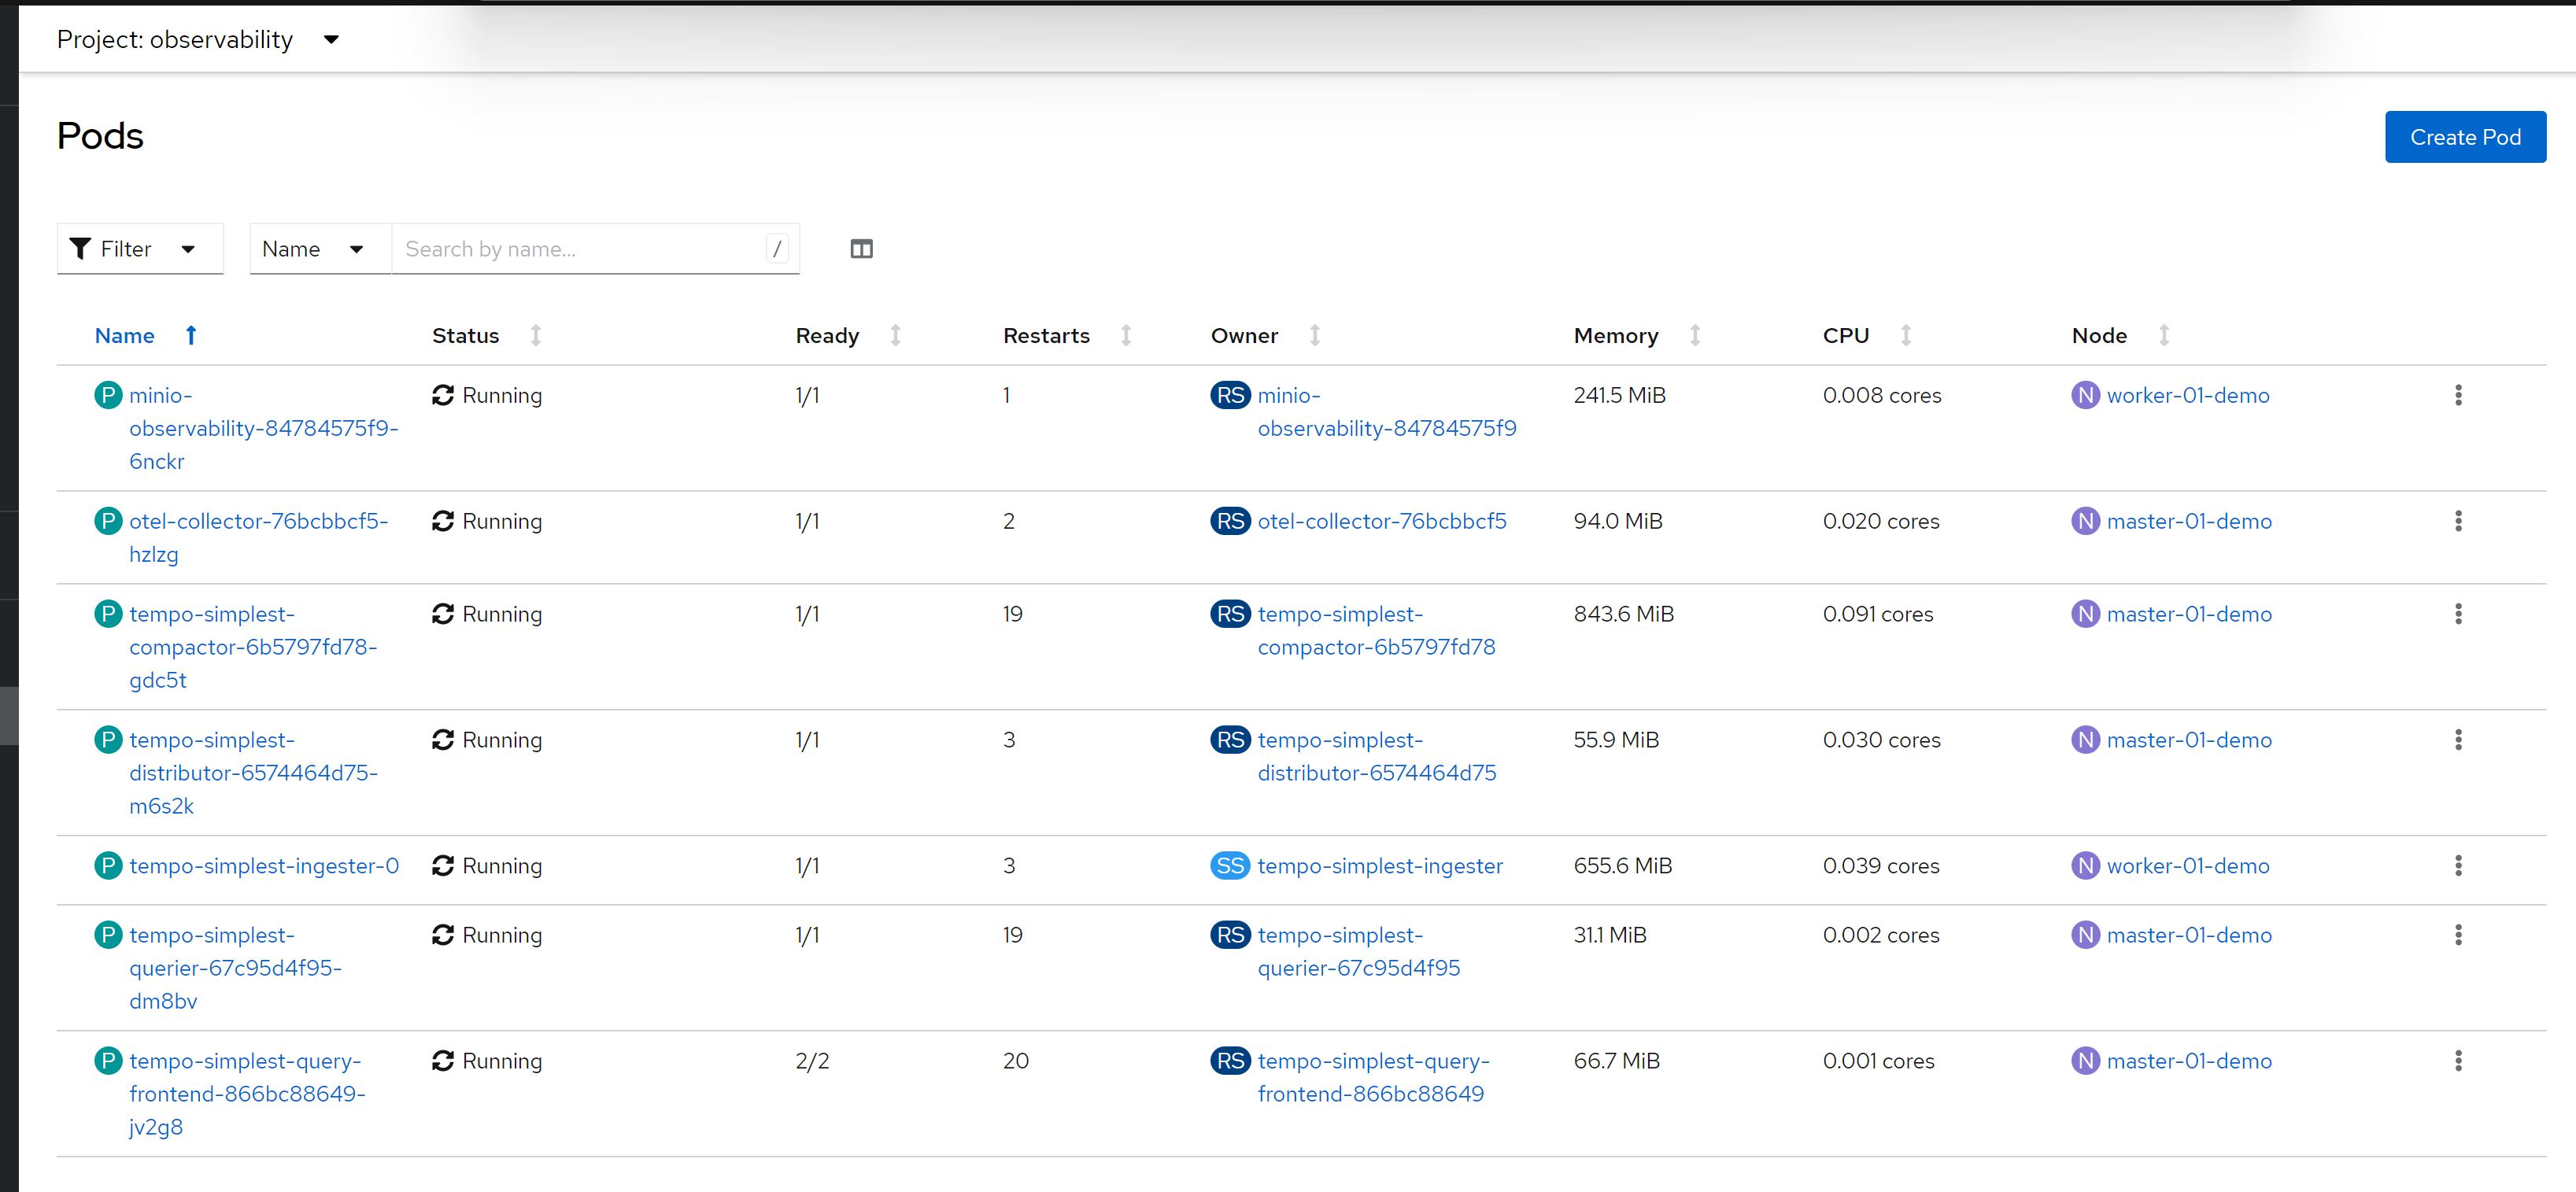 Project: observability
Pods
Create Pod
Filter
Name
Search by name...
/
Name Status Ready Restarts Owner Memory CPU Node
P minio- Running 1/1 1 RS minio- 241.5 MiB 0.008 cores N worker-01-demo
observability-84784575f9- observability-84784575f9
6nckr
P otel-collector-76bcbbcf5- Running 1/1 2 RS otel-collector-76bcbbcf5 94.0 MiB 0.020 cores N master-01-demo
hzlzg
P tempo-simplest- Running 1/1 19 RS tempo-simplest- 843.6 MiB 0.091 cores N master-01-demo
compactor-6b5797fd78- compactor-6b5797fd78
gdc5t
P tempo-simplest- Running 1/1 3 RS tempo-simplest- 55.9 MiB 0.030 cores N master-01-demo
distributor-6574464d75- distributor-6574464d75
m6s2k
P tempo-simplest-ingester-0 Running 1/1 3 SS tempo-simplest-ingester 655.6 MiB 0.039 cores N worker-01-demo
P tempo-simplest- Running 1/1 19 RS tempo-simplest- 31.1 MiB 0.002 cores N master-01-demo
querier-67c95d4f95- querier-67c95d4f95
dm8bv
P tempo-simplest-query- Running 2/2 20 RS tempo-simplest-query- 66.7 MiB 0.001 cores N master-01-demo
frontend-866bc88649- frontend-866bc88649
jv2g8